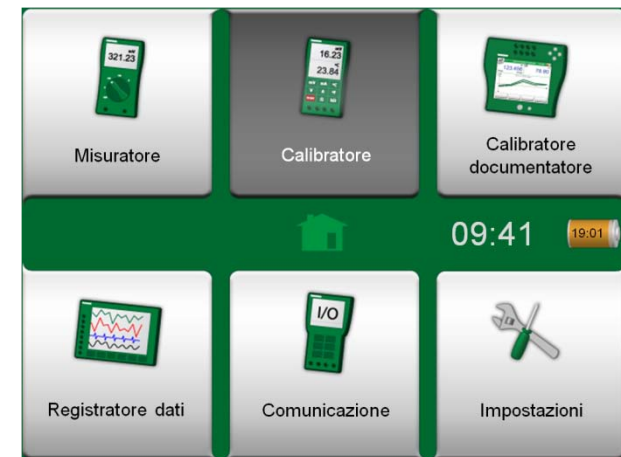 321.23
16.23
23.84
Misuratore
Calibratore
Calibratore
documentatore
09:41
19:01
I/O
Registratore dati
Comunicazione
Impostazioni